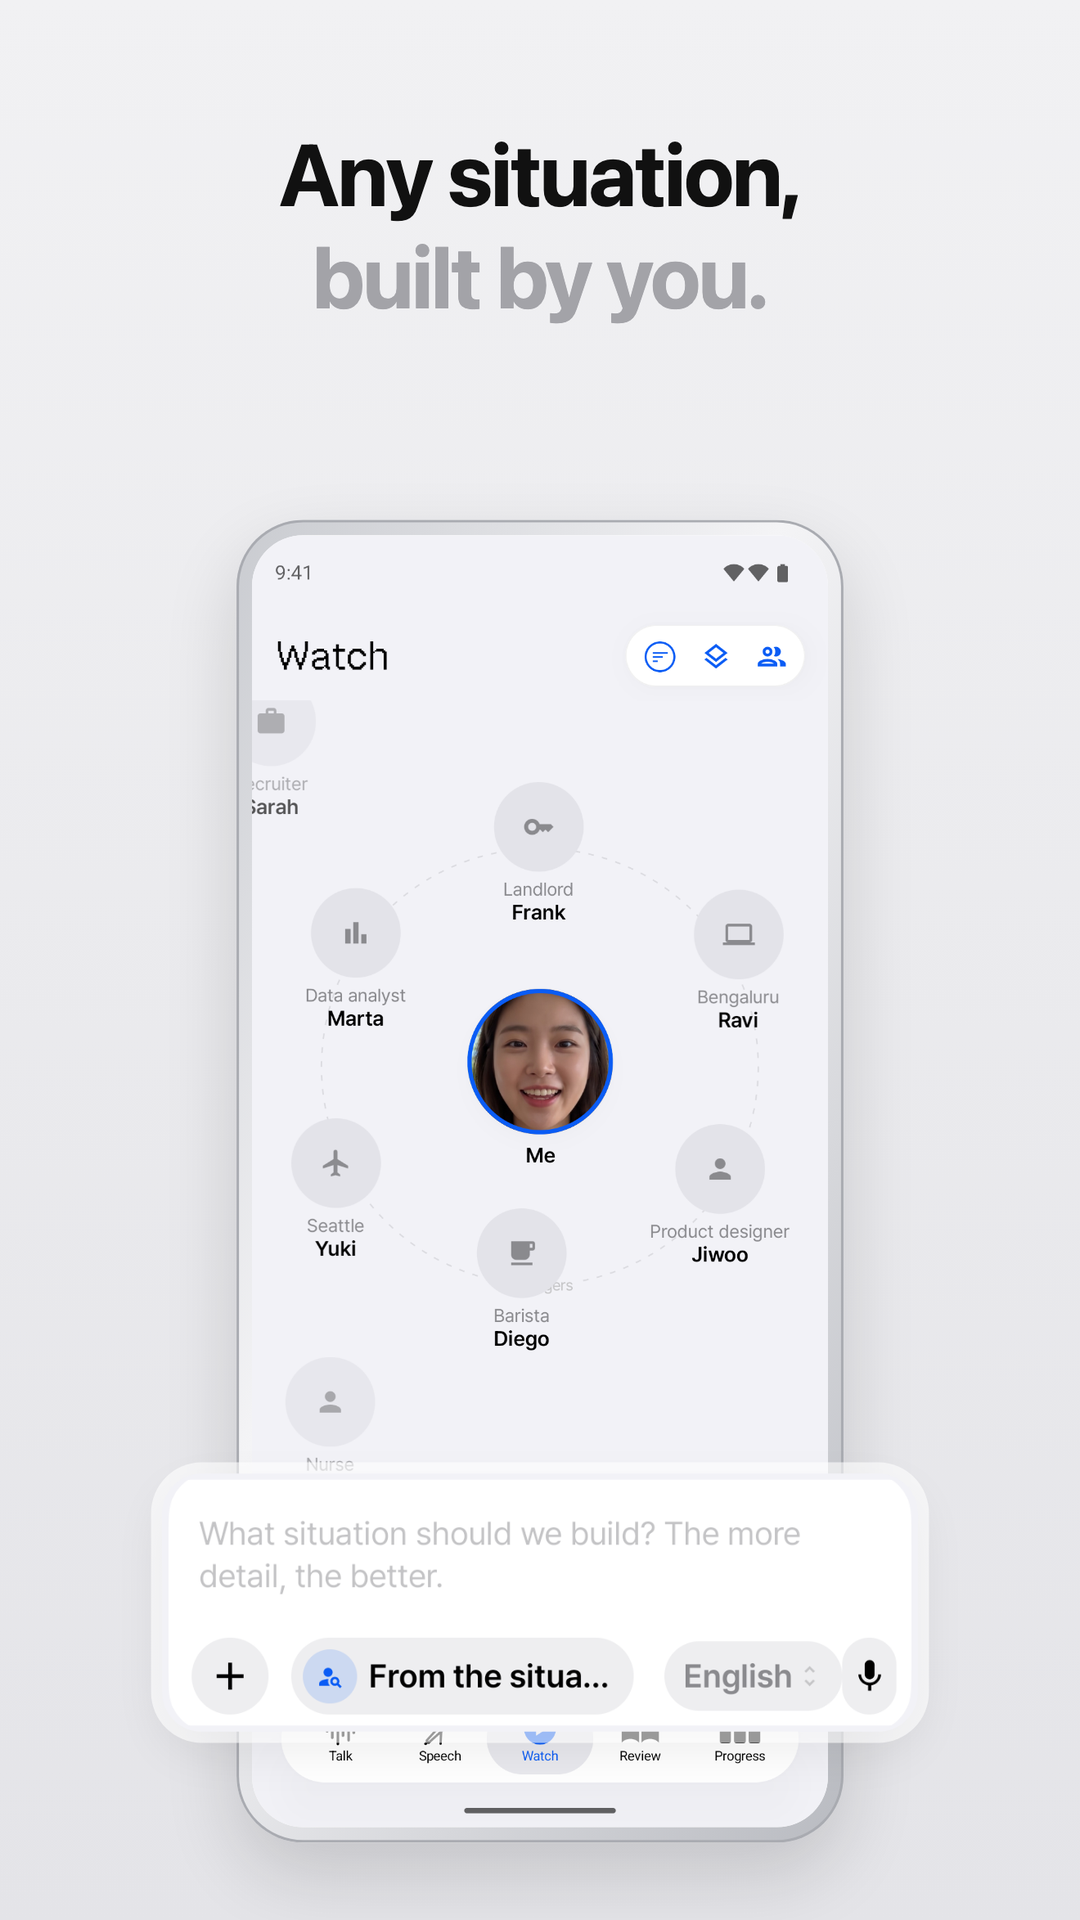 Any situation,
built by you.
9:41
Watch
ecruiter
Sarah
Landlord
Frank
Data analyst
Marta
Bengaluru
Ravi
Me
Seattle
Yuki
Product designer
Jiwoo
gers
Barista
Diego
Nurse
What situation should we build? The more
detail, the better.
From the situa...
English
Talk
Speech
Watch
Review
Progress